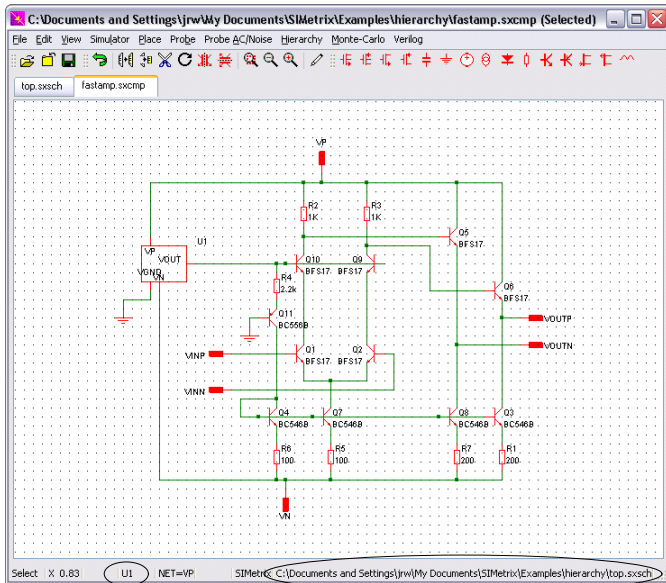 C:\Documents and Settings\jrw\My Documents\SIMetrix\Examples\hierarchy\fastamp.sxcmp (Selected)
File Edit View Simulator Place Probe Probe AC/Noise Hierarchy Monte-Carlo Verilog
top.sxsch fastamp.sxcmp
VP
R2
1K
R3
1K
Q5
BFS17
U1
VP
VOUT
VGND
VN
Q10
BFS17
Q9
BFS17
R4
2.2k
Q6
BFS17
Q11
BC556B
VOUTP
VOUTN
VINP
Q1
BFS17
Q2
BFS17
VINN
Q4
BC546B
Q7
BC546B
Q8
BC546B
Q3
BC546B
R6
100
R5
100
R7
200
R1
200
VN
Select X 0.83 U1 NET=VP SIMetrix C:\Documents and Settings\jrw\My Documents\SIMetrix\Examples\hierarchy\top.sxsch